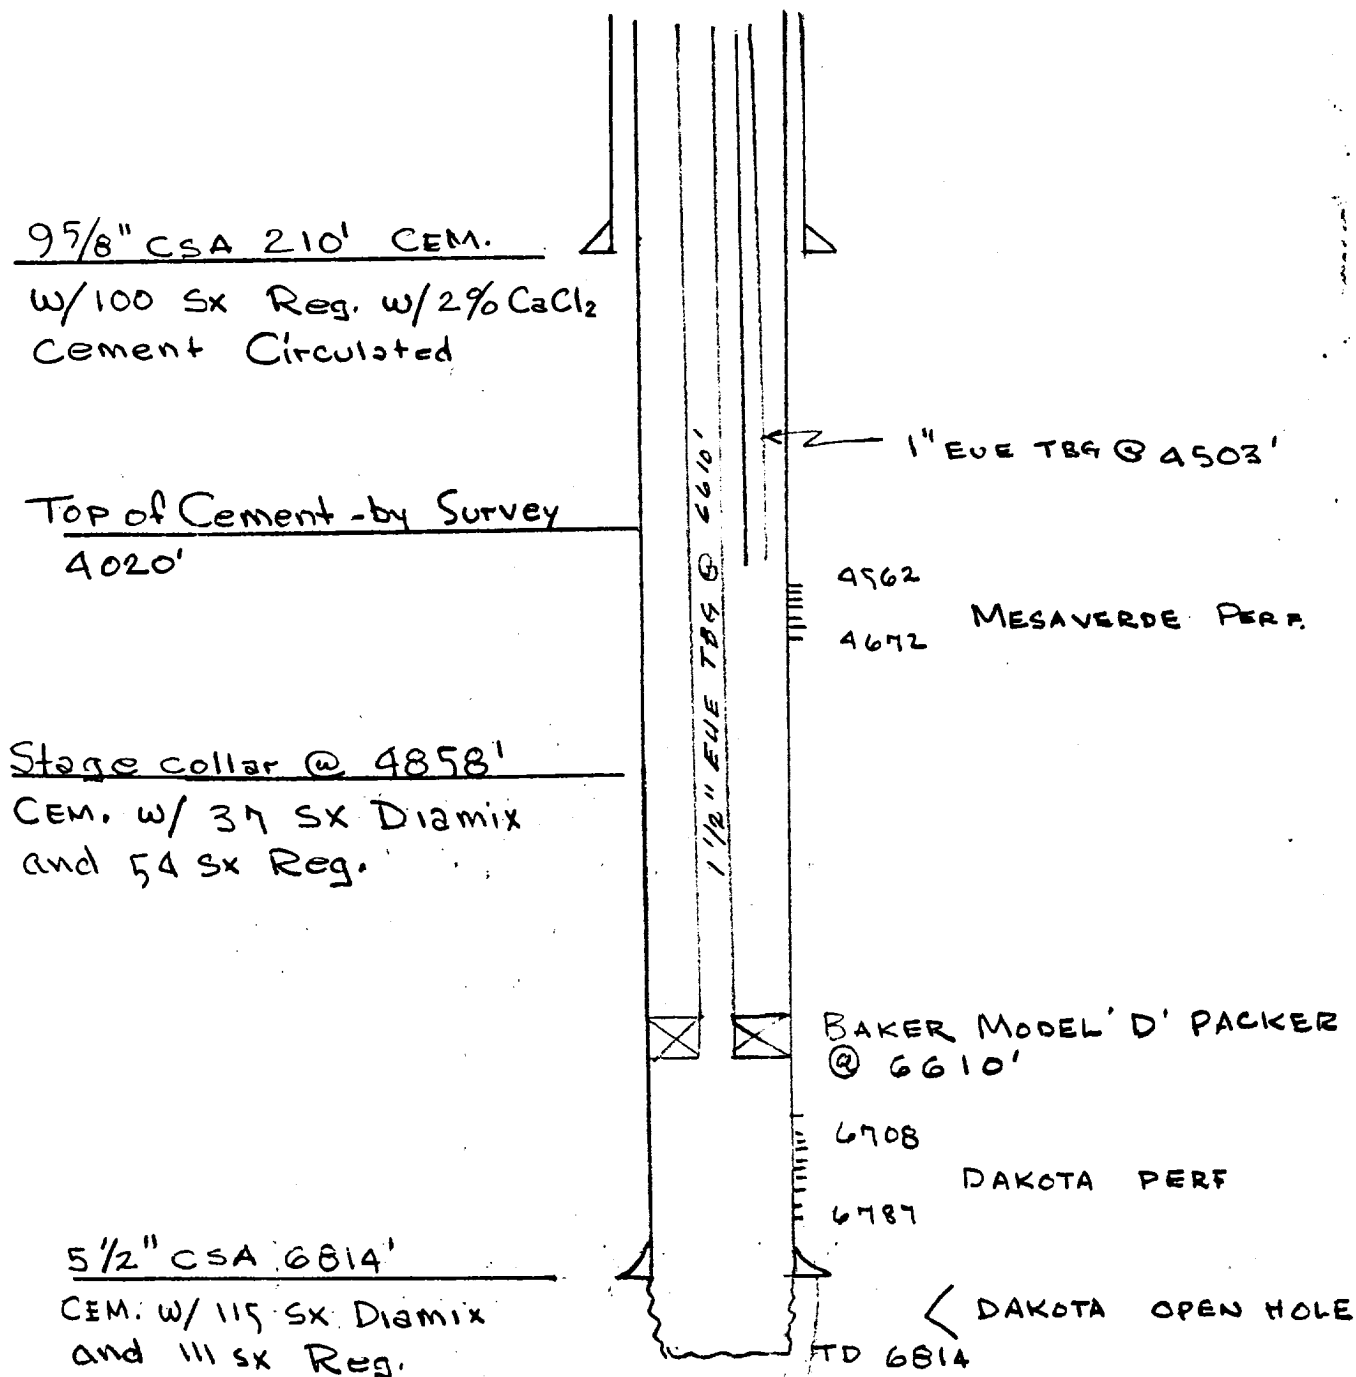 9 5/8" CSA 210' CEM.
W/100 Sx Reg. w/2% CaCl2
Cement Circulated
1" EUE TBG @ 4503'
Top of Cement - by Survey
4020'
4562
MESAVERDE PERF.
4672
1 1/2" EUE TBG @ 6610'
Stage collar @ 4858'
CEM. W/ 37 SX Diamix
and 54 Sx Reg.
BAKER MODEL 'D' PACKER
@ 6610'
6708
DAKOTA PERF
6787
5 1/2" CSA 6814'
CEM. W/ 115 SX Diamix
and 111 sx Reg.
DAKOTA OPEN HOLE
TD 6814